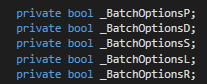 private bool _BatchOptionsP;
private bool _BatchOptionsD;
private bool _BatchOptionsS;
private bool _BatchOptionsL;
private bool _BatchOptionsR;